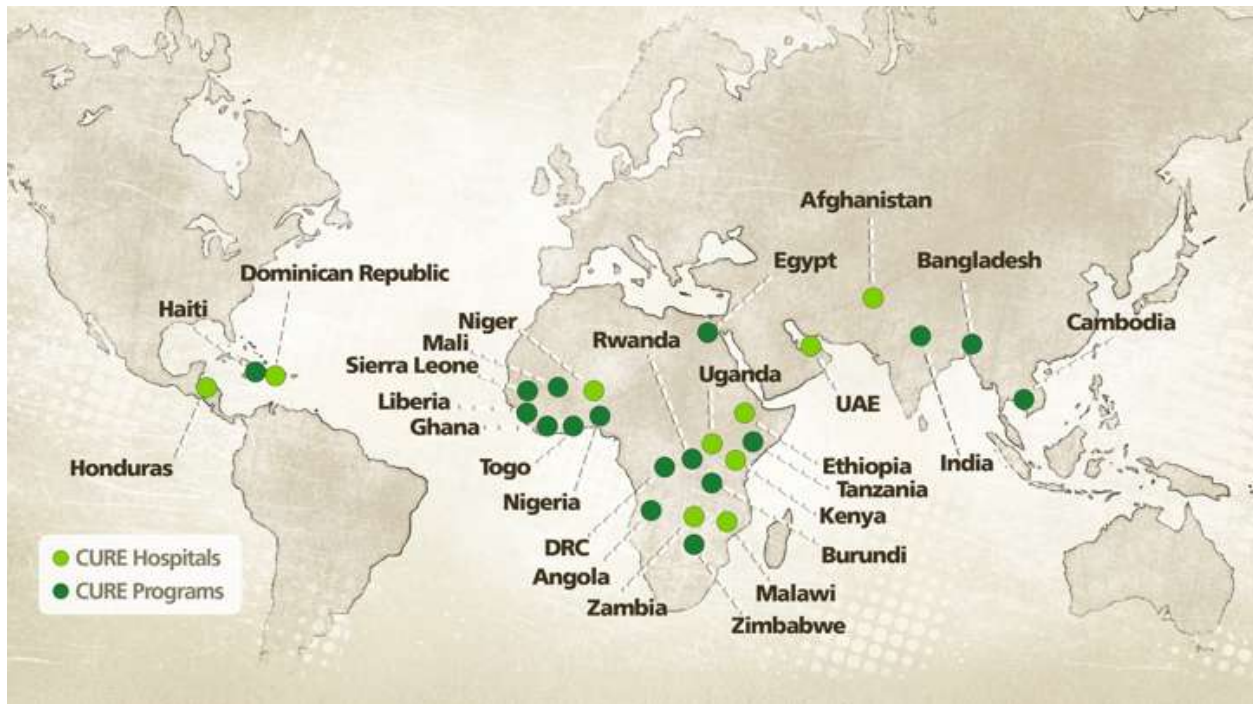 Afghanistan
Egypt
Bangladesh
Dominican Republic
Haiti
Niger
Rwanda
Cambodia
Mali
Sierra Leone
Uganda
Liberia
UAE
Ghana
Honduras
Togo
Ethiopia
India
Tanzania
Nigeria
Kenya
DRC
Burundi
Angola
Malawi
Zambia
Zimbabwe
CURE Hospitals
CURE Programs